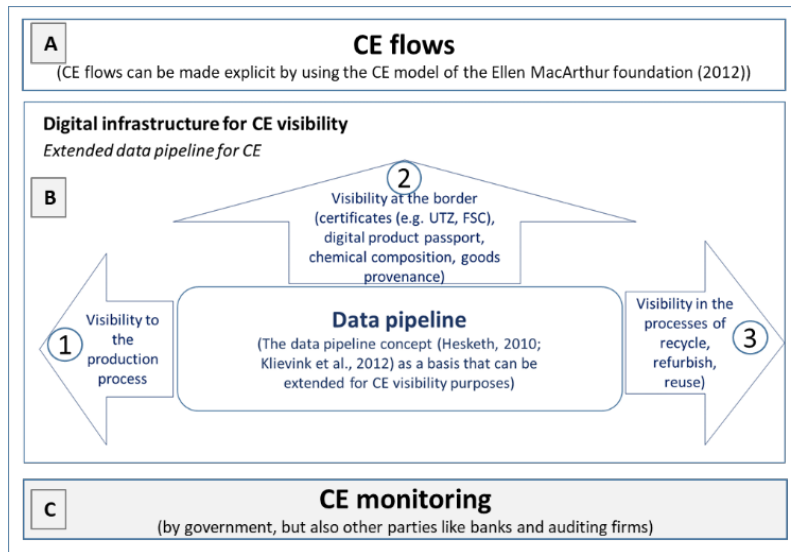 A
CE flows
(CE flows can be made explicit by using the CE model of the Ellen MacArthur foundation (2012))
Digital infrastructure for CE visibility
Extended data pipeline for CE
B
2
Visibility at the border
(certificates (e.g. UTZ, FSC),
digital product passport,
chemical composition, goods
provenance)
1
Visibility to
the
production
process
Data pipeline
(The data pipeline concept (Hesketh, 2010;
Klievink et al., 2012) as a basis that can be
extended for CE visibility purposes)
Visibility in the
processes of
recycle,
refurbish,
reuse)
3
C
CE monitoring
(by government, but also other parties like banks and auditing firms)